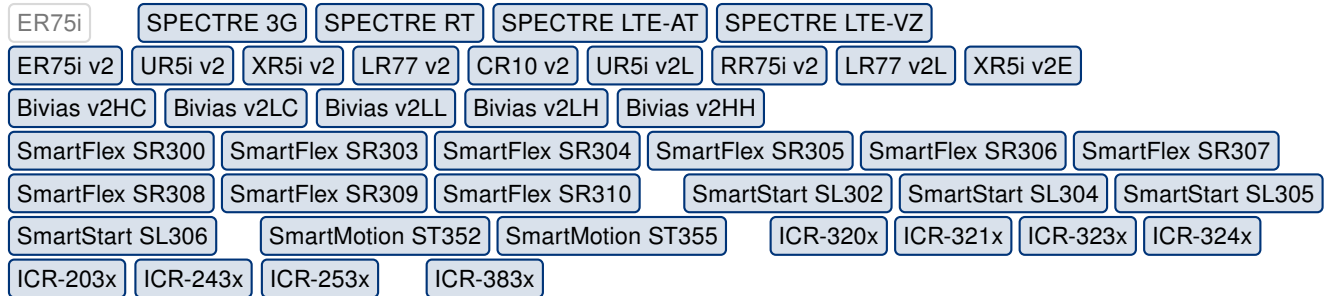 ER75i SPECTRE 3G SPECTRE RT SPECTRE LTE-AT SPECTRE LTE-VZ
ER75i v2 UR5i v2 XR5i v2 LR77 v2 CR10 v2 UR5i v2L RR75i v2 LR77 v2L XR5i v2E
Bivias v2HC Bivias v2LC Bivias v2LL Bivias v2LH Bivias v2HH
SmartFlex SR300 SmartFlex SR303 SmartFlex SR304 SmartFlex SR305 SmartFlex SR306 SmartFlex SR307
SmartFlex SR308 SmartFlex SR309 SmartFlex SR310 SmartStart SL302 SmartStart SL304 SmartStart SL305
SmartStart SL306 SmartMotion ST352 SmartMotion ST355 ICR-320x ICR-321x ICR-323x ICR-324x
ICR-203x ICR-243x ICR-253x ICR-383x